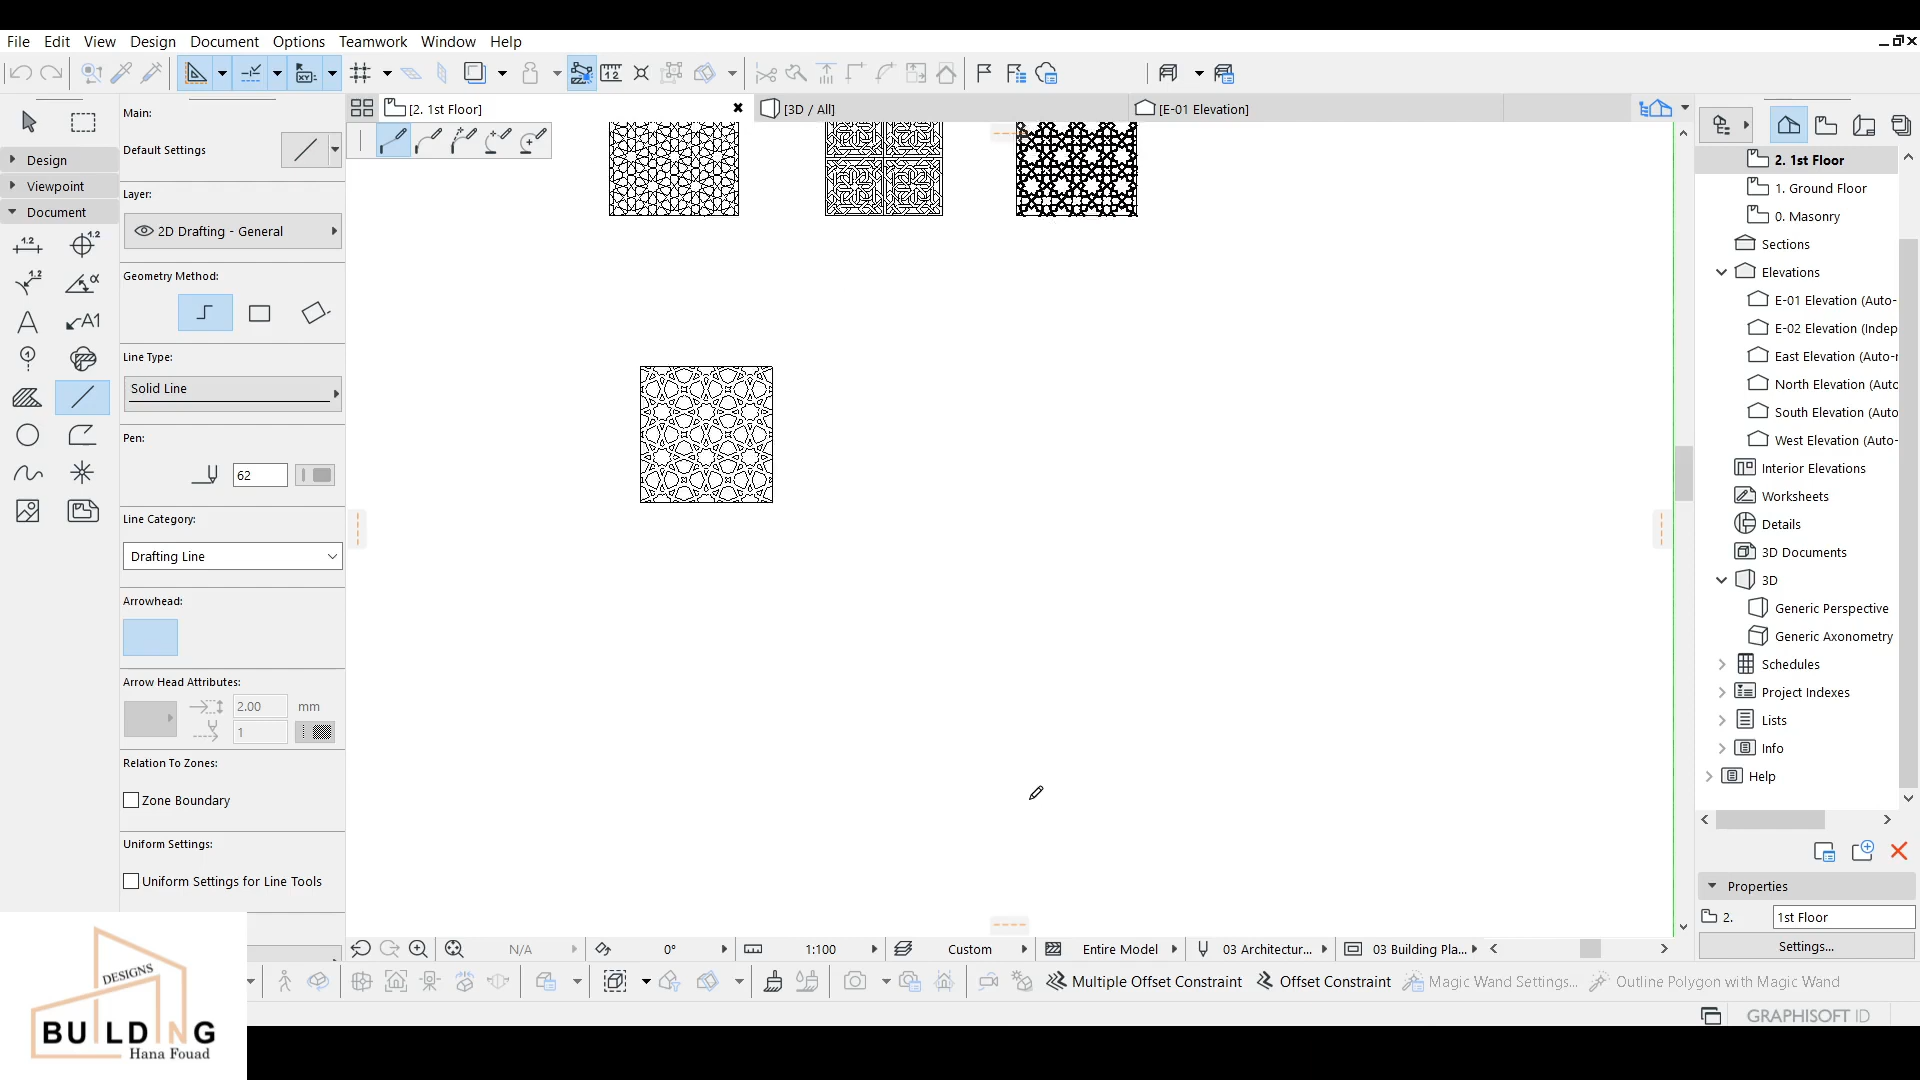 File Edit View Design Document Options Teamwork Window Help
[2. 1st Floor] [3D / All] [E-01 Elevation]
Main:
Default Settings
Layer:
2D Drafting - General
Geometry Method:
Line Type:
Solid Line
Pen:
62
Line Category:
Drafting Line
Arrowhead:
Arrow Head Attributes:
2.00 mm
1
Relation To Zones:
Zone Boundary
Uniform Settings:
Uniform Settings for Line Tools
Design
Viewpoint
Document
1.2
1.2
1.2
A
A1
2. 1st Floor
1. Ground Floor
0. Masonry
Sections
Elevations
E-01 Elevation (Auto-
E-02 Elevation (Indep
East Elevation (Auto-r
North Elevation (Auto
South Elevation (Auto
West Elevation (Auto-
Interior Elevations
Worksheets
Details
3D Documents
3D
Generic Perspective
Generic Axonometry
Schedules
Project Indexes
Lists
Info
Help
Properties
2. 1st Floor
Settings...
N/A 0° 1:100 Custom Entire Model 03 Architectur... 03 Building Pla...
Multiple Offset Constraint Offset Constraint Magic Wand Settings... Outline Polygon with Magic Wand
GRAPHISOFT ID
DESIGNS
BUILDING
Hana Fouad